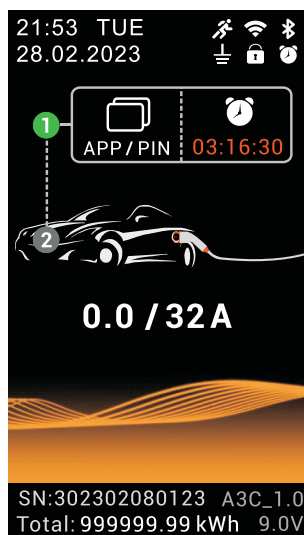 21:53 TUE
28.02.2023
1
APP/PIN 03:16:30
2
0.0 / 32 A
SN:302302080123 A3C_1.0
Total: 999999.99 kWh 9.0V